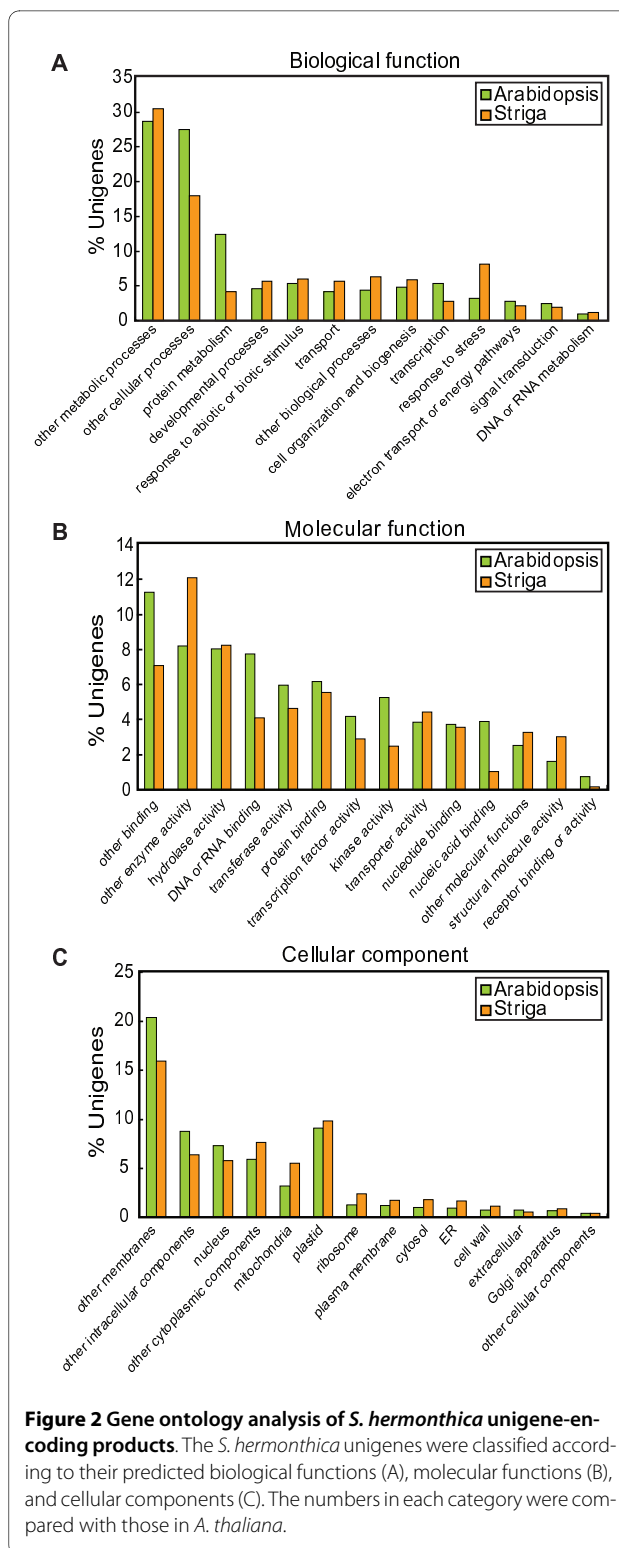 A
Biological function
35
30
25
20
15
10
5
0
% Unigenes
Arabidopsis
Striga
other metabolic processes
other cellular processes
protein metabolism
developmental processes
response to abiotic or biotic stimulus
transport
other biological processes
cell organization and biogenesis
transcription
response to stress
electron transport or energy pathways
signal transduction
DNA or RNA metabolism
B
Molecular function
14
12
10
8
6
4
2
0
% Unigenes
Arabidopsis
Striga
other binding
other enzyme activity
hydrolase activity
DNA or RNA binding
transferase activity
protein binding
transcription factor activity
kinase activity
transporter activity
nucleotide binding
nucleic acid binding
other molecular functions
structural molecule activity
receptor binding or activity
C
Cellular component
25
20
15
10
5
0
% Unigenes
Arabidopsis
Striga
other membranes
other intracellular components
nucleus
other cytoplasmic components
mitochondria
plastid
ribosome
plasma membrane
cytosol
ER
cell wall
extracellular
Golgi apparatus
other cellular components
Figure 2 Gene ontology analysis of S. hermonthica unigene-en-
coding products. The S. hermonthica unigenes were classified accord-
ing to their predicted biological functions (A), molecular functions (B),
and cellular components (C). The numbers in each category were com-
pared with those in A. thaliana.